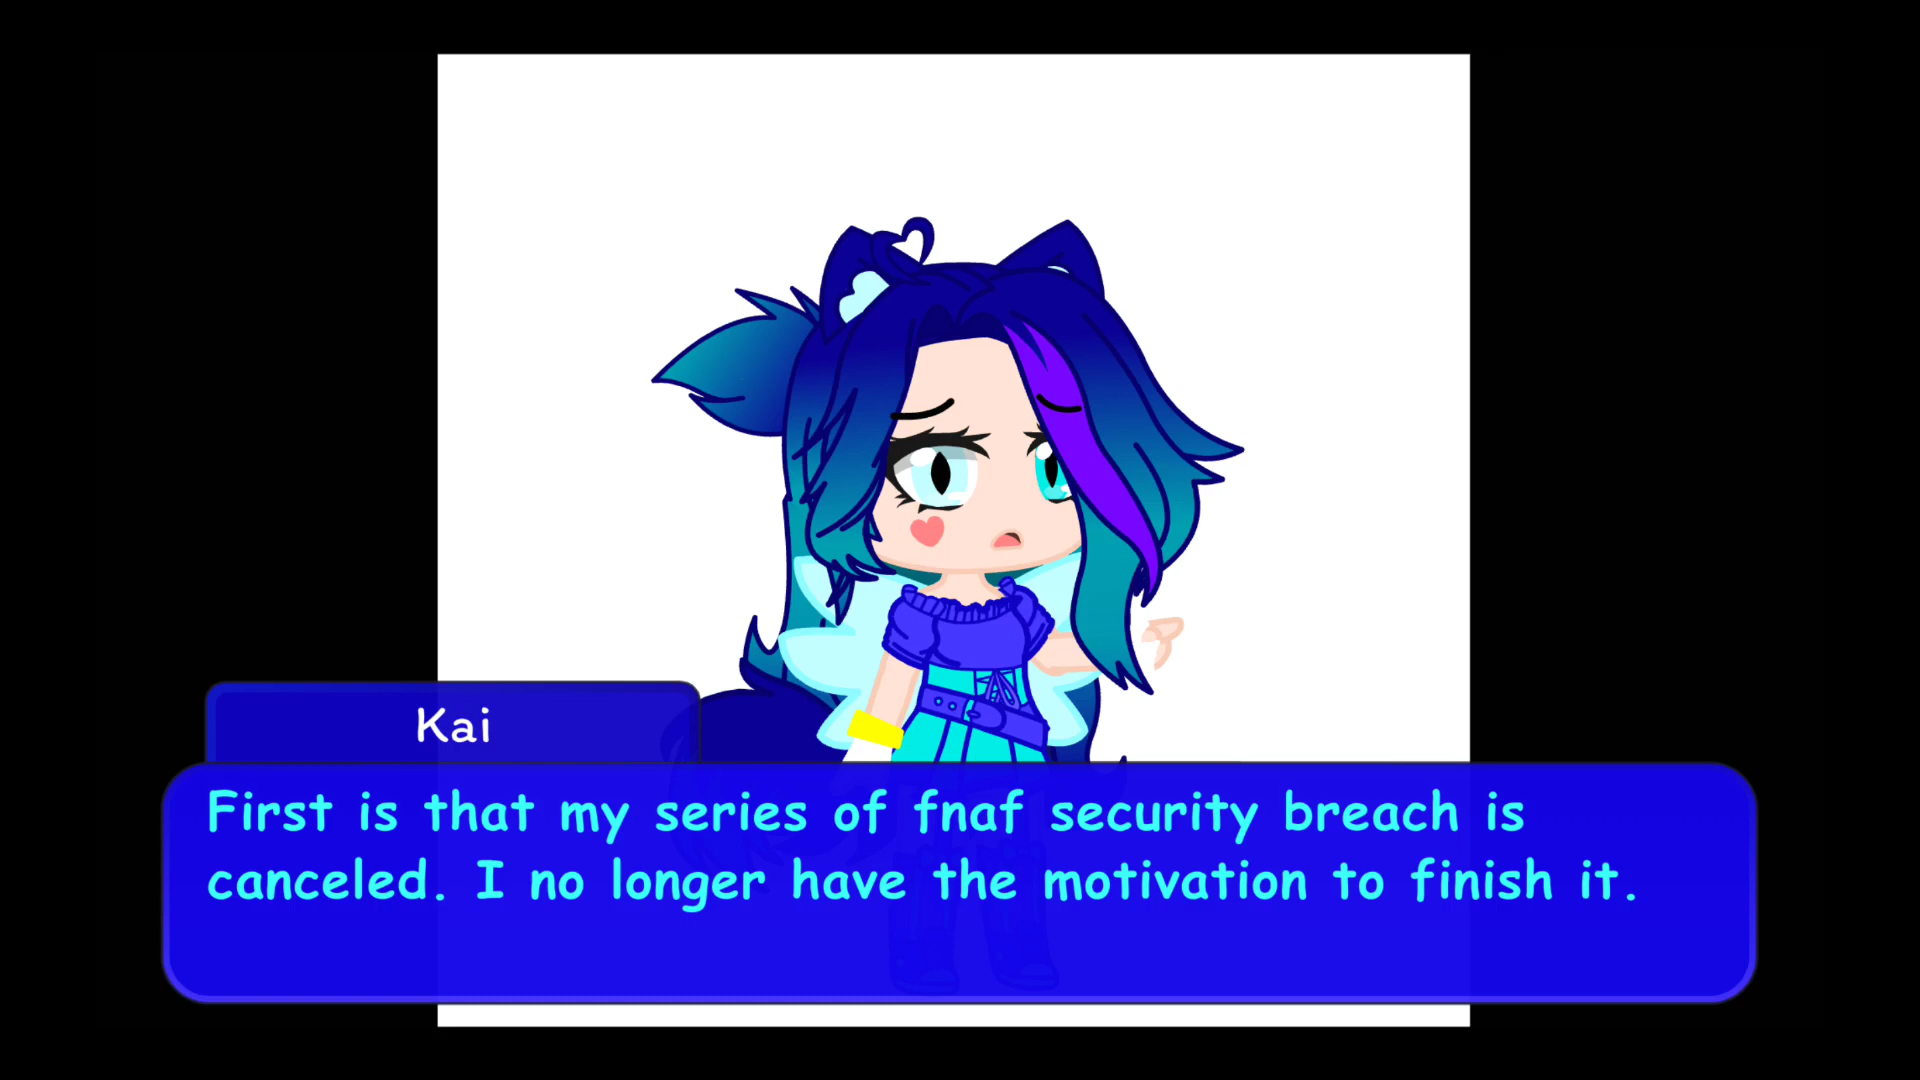 Kai
First is that my series of fnaf security breach is
canceled. I no longer have the motivation to finish it.